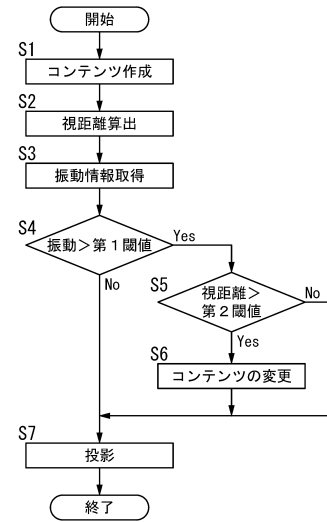 開始
S1
コンテンツ作成
S2
視距離算出
S3
振動情報取得
S4
振動＞第１閾値
Yes
No
S5
視距離＞
第２閾値
No
Yes
S6
コンテンツの変更
S7
投影
終了